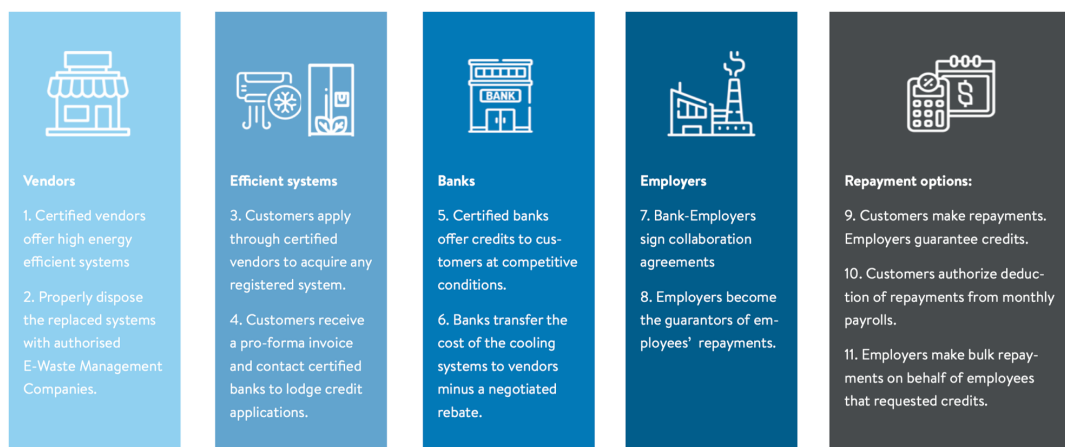 Vendors
1. Certified vendors
offer high energy
efficient systems
2. Properly dispose
the replaced systems
with authorised
E-Waste Management
Companies.
Efficient systems
3. Customers apply
through certified
vendors to acquire any
registered system.
4. Customers receive
a pro-forma invoice
and contact certified
banks to lodge credit
applications.
BANK
Banks
5. Certified banks
offer credits to cus-
tomers at competitive
conditions.
6. Banks transfer the
cost of the cooling
systems to vendors
minus a negotiated
rebate.
Employers
7. Bank-Employers
sign collaboration
agreements
8. Employers become
the guarantors of em-
ployees’ repayments.
%
$
Repayment options:
9. Customers make repayments.
Employers guarantee credits.
10. Customers authorize deduc-
tion of repayments from monthly
payrolls.
11. Employers make bulk repay-
ments on behalf of employees
that requested credits.